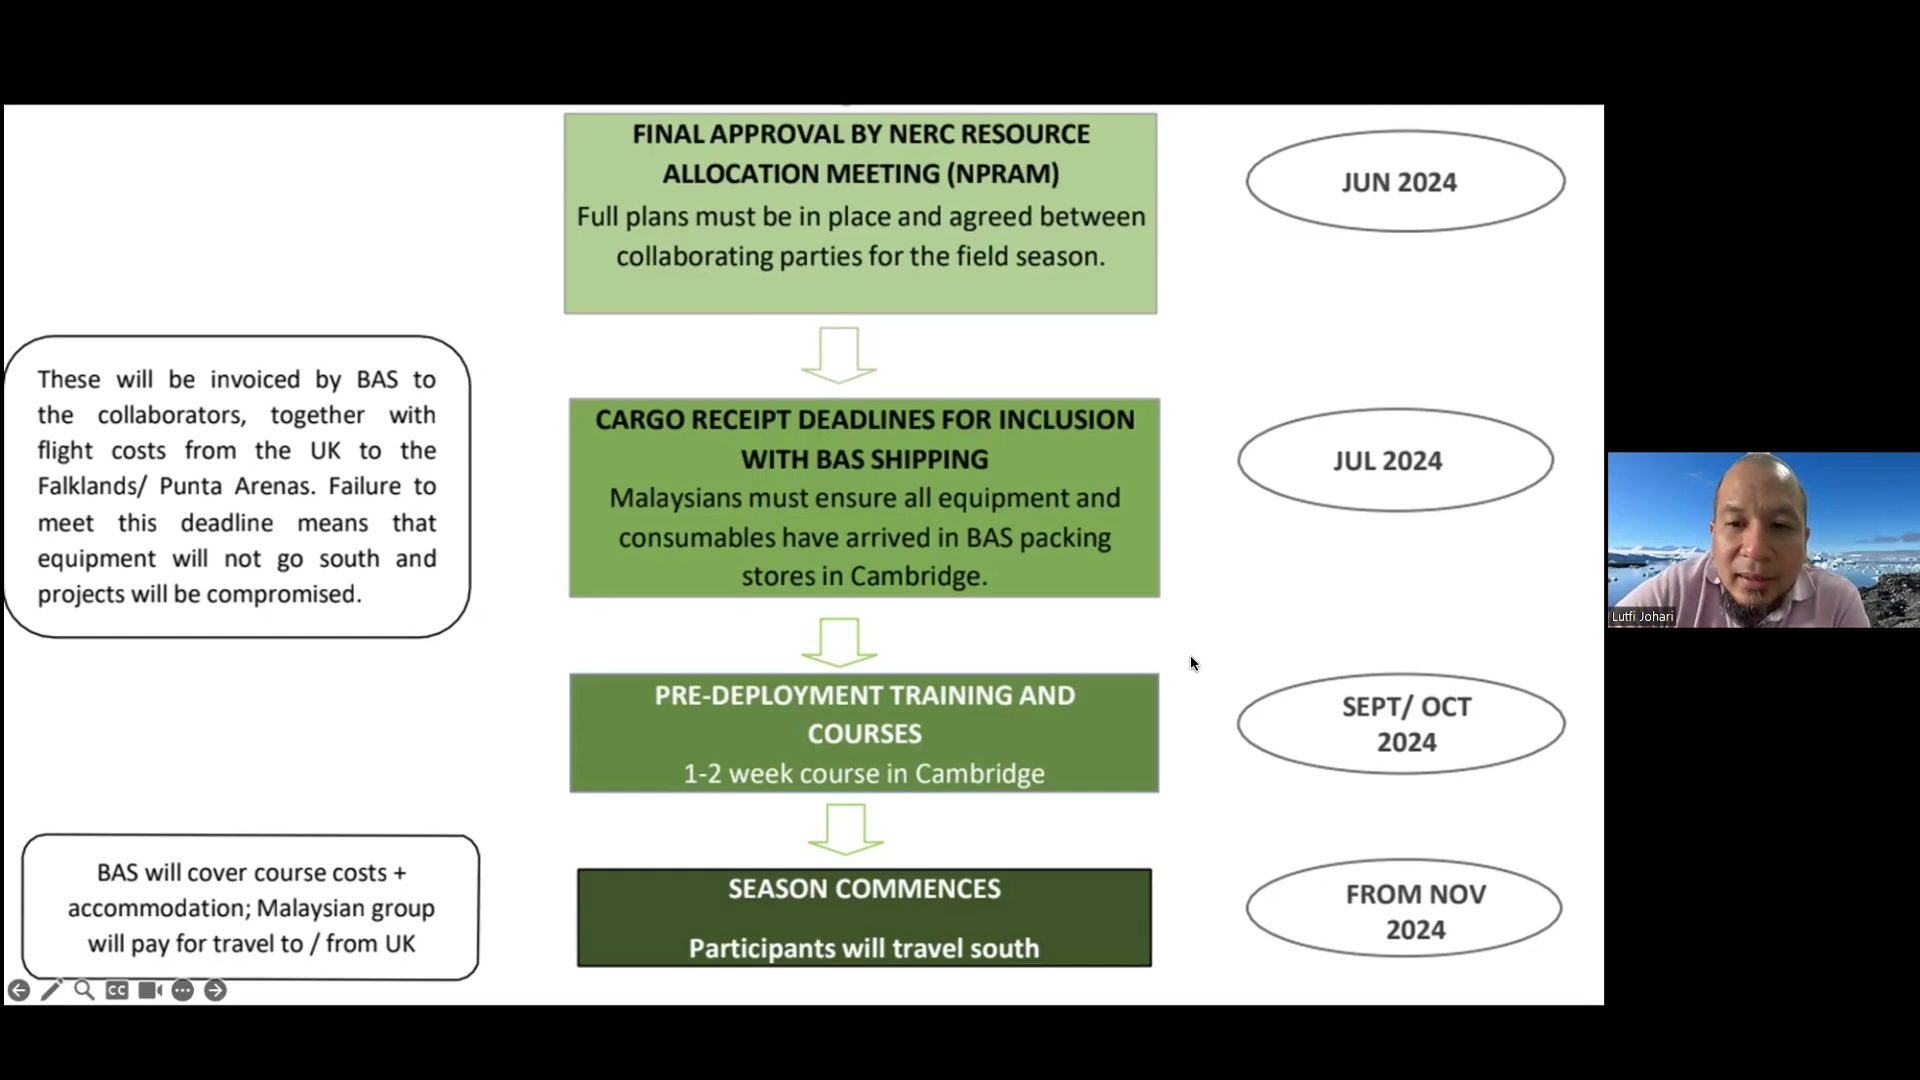 FINAL APPROVAL BY NERC RESOURCE
ALLOCATION MEETING (NPRAM)
Full plans must be in place and agreed between
collaborating parties for the field season.
JUN 2024
These will be invoiced by BAS to
the collaborators, together with
flight costs from the UK to the
Falklands/ Punta Arenas. Failure to
meet this deadline means that
equipment will not go south and
projects will be compromised.
CARGO RECEIPT DEADLINES FOR INCLUSION
WITH BAS SHIPPING
Malaysians must ensure all equipment and
consumables have arrived in BAS packing
stores in Cambridge.
JUL 2024
Lutfi Johari
PRE-DEPLOYMENT TRAINING AND
COURSES
1-2 week course in Cambridge
SEPT/ OCT
2024
BAS will cover course costs +
accommodation; Malaysian group
will pay for travel to / from UK
SEASON COMMENCES
Participants will travel south
FROM NOV
2024
CC